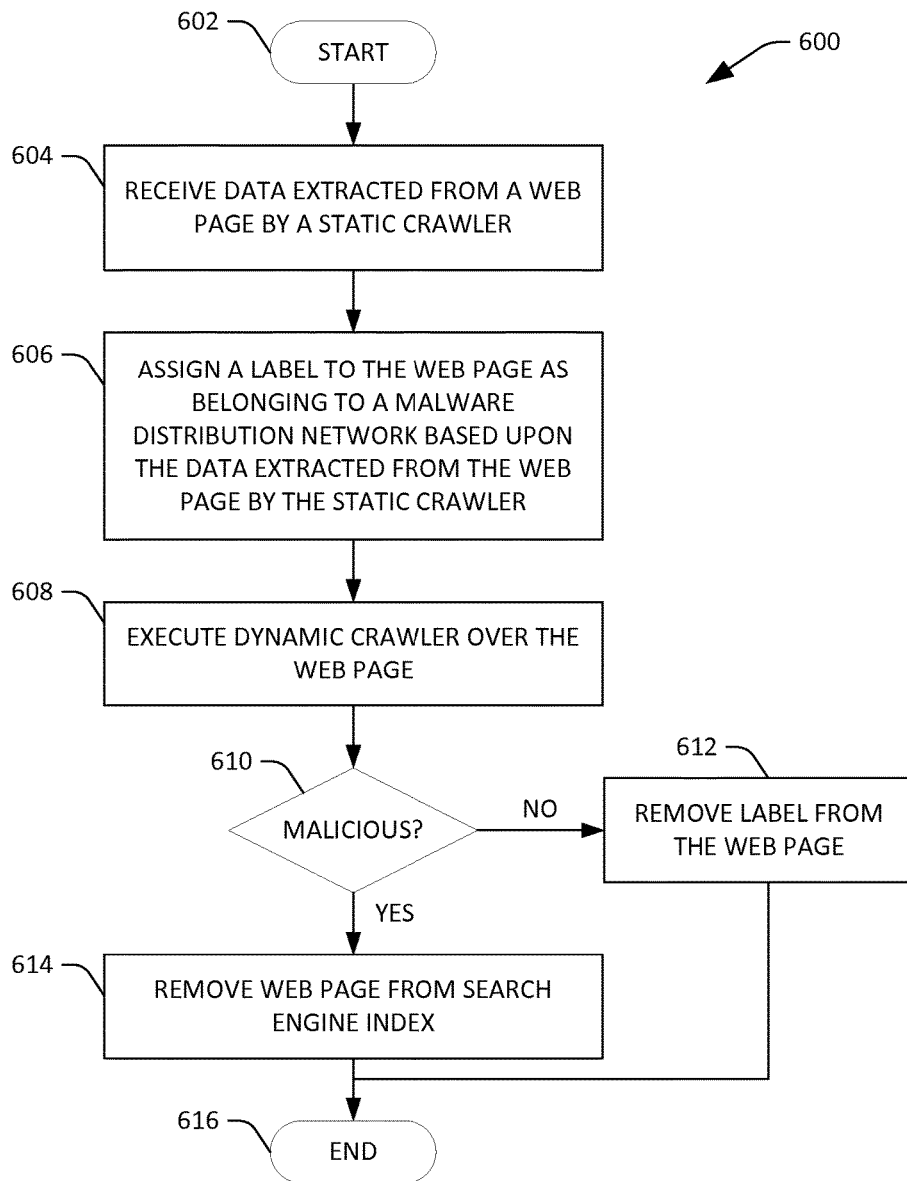 602
START
600
604
RECEIVE DATA EXTRACTED FROM A WEB
PAGE BY A STATIC CRAWLER
606
ASSIGN A LABEL TO THE WEB PAGE AS
BELONGING TO A MALWARE
DISTRIBUTION NETWORK BASED UPON
THE DATA EXTRACTED FROM THE WEB
PAGE BY THE STATIC CRAWLER
608
EXECUTE DYNAMIC CRAWLER OVER THE
WEB PAGE
610
MALICIOUS?
NO
612
REMOVE LABEL FROM
THE WEB PAGE
YES
614
REMOVE WEB PAGE FROM SEARCH
ENGINE INDEX
616
END